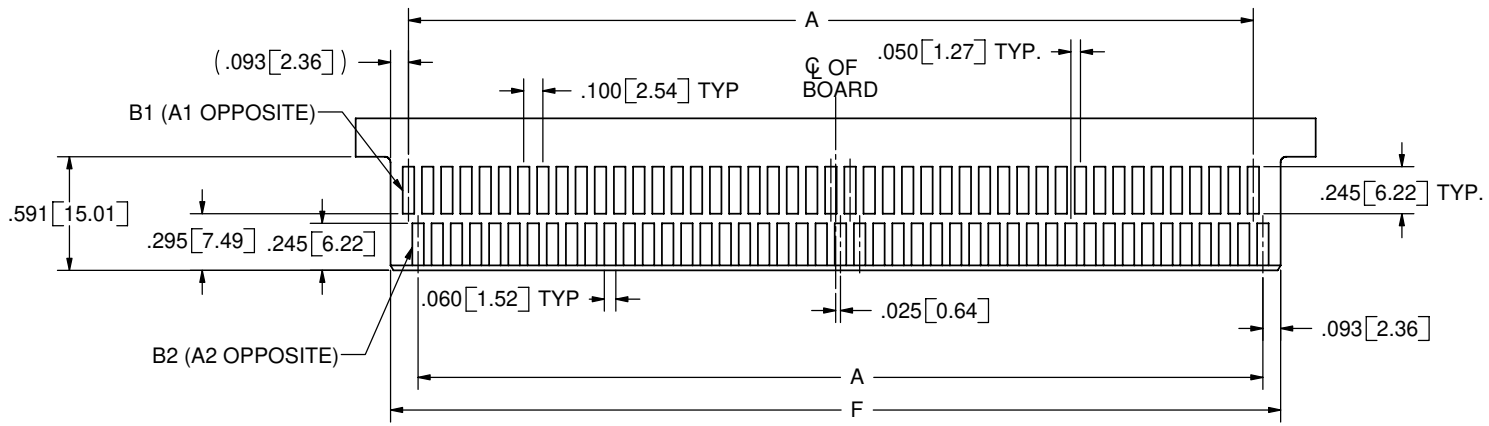 A
(.093[2.36])
.050[1.27] TYP.
℄ OF
BOARD
.100[2.54] TYP
B1 (A1 OPPOSITE)
.591[15.01]
.245[6.22] TYP.
.295[7.49]
.245[6.22]
.060[1.52] TYP
.025[0.64]
.093[2.36]
B2 (A2 OPPOSITE)
A
F